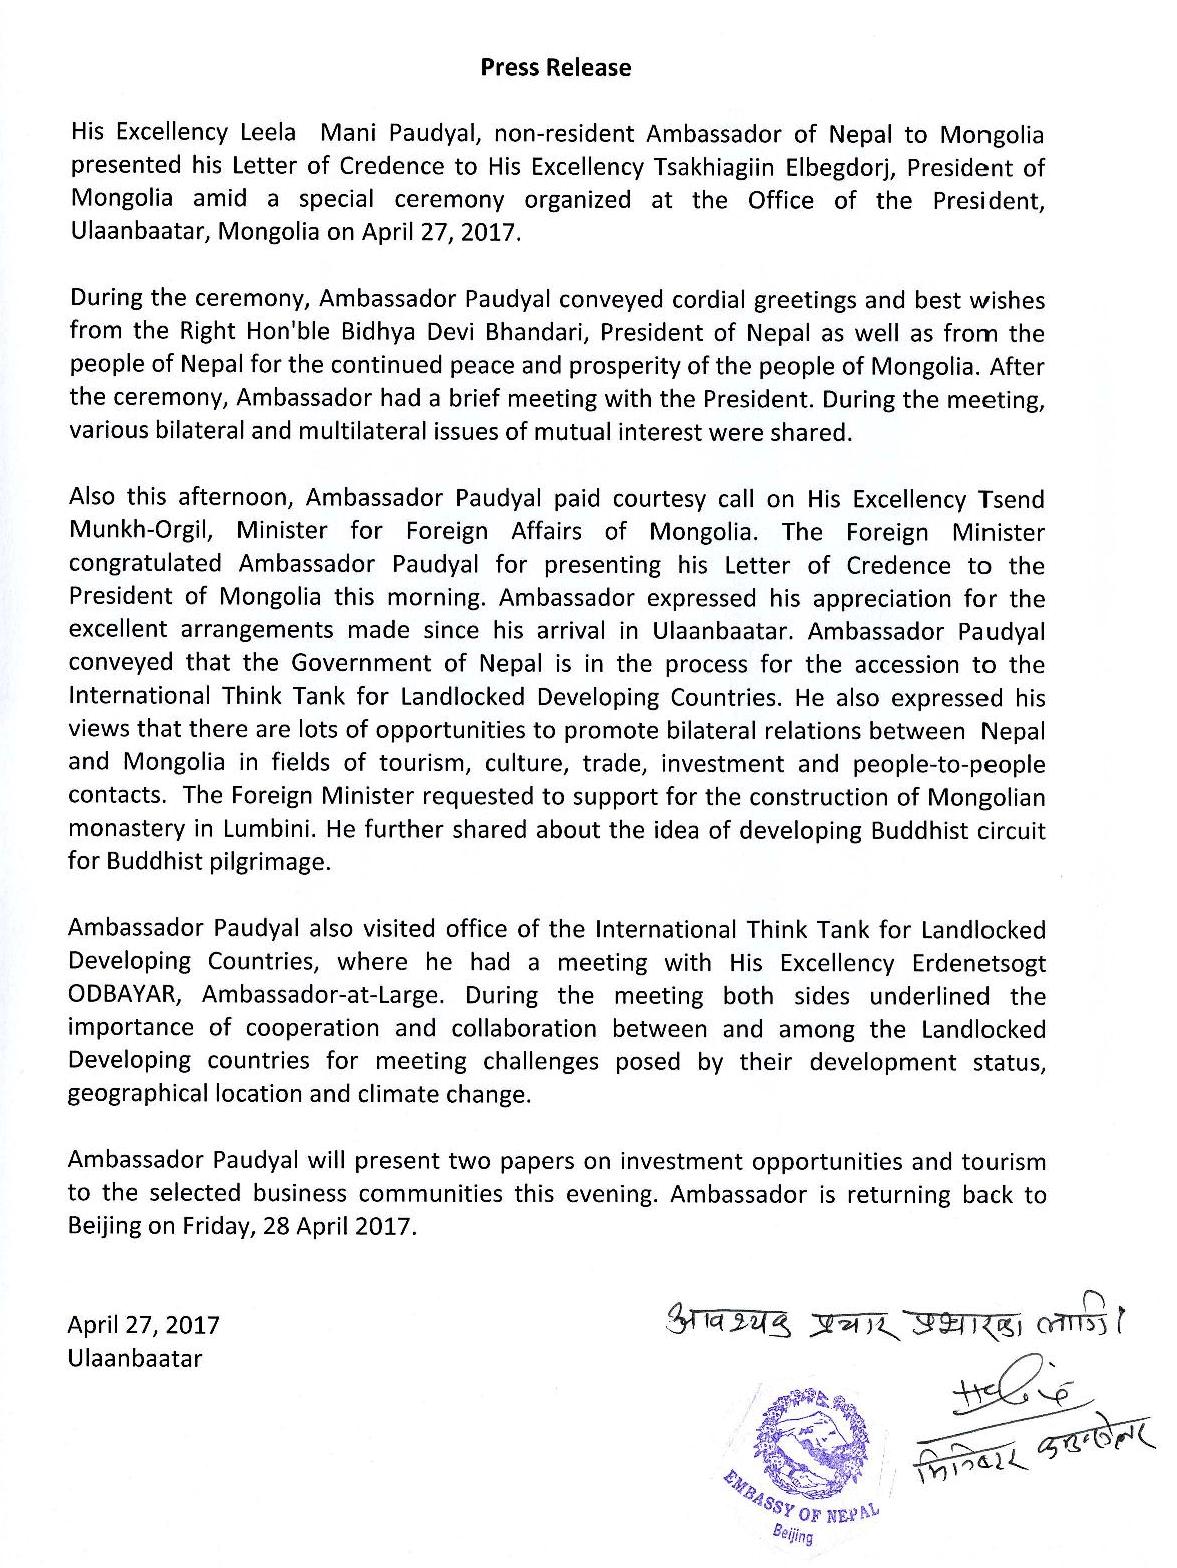 Press Release
His Excellency Leela Mani Paudyal, non-resident Ambassador of Nepal to Mongolia
presented his Letter of Credence to His Excellency Tsakhiagiin Elbegdorj, President of
Mongolia amid a special ceremony organized at the Office of the President,
Ulaanbaatar, Mongolia on April 27, 2017.
During the ceremony, Ambassador Paudyal conveyed cordial greetings and best wishes
from the Right Hon'ble Bidhya Devi Bhandari, President of Nepal as well as from the
people of Nepal for the continued peace and prosperity of the people of Mongolia. After
the ceremony, Ambassador had a brief meeting with the President. During the meeting,
various bilateral and multilateral issues of mutual interest were shared.
Also this afternoon, Ambassador Paudyal paid courtesy call on His Excellency Tsend
Munkh-Orgil, Minister for Foreign Affairs of Mongolia. The Foreign Minister
congratulated Ambassador Paudyal for presenting his Letter of Credence to the
President of Mongolia this morning. Ambassador expressed his appreciation for the
excellent arrangements made since his arrival in Ulaanbaatar. Ambassador Paudyal
conveyed that the Government of Nepal is in the process for the accession to the
International Think Tank for Landlocked Developing Countries. He also expressed his
views that there are lots of opportunities to promote bilateral relations between Nepal
and Mongolia in fields of tourism, culture, trade, investment and people-to-people
contacts. The Foreign Minister requested to support for the construction of Mongolian
monastery in Lumbini. He further shared about the idea of developing Buddhist circuit
for Buddhist pilgrimage.
Ambassador Paudyal also visited office of the International Think Tank for Landlocked
Developing Countries, where he had a meeting with His Excellency Erdenetsogt
ODBAYAR, Ambassador-at-Large. During the meeting both sides underlined the
importance of cooperation and collaboration between and among the Landlocked
Developing countries for meeting challenges posed by their development status,
geographical location and climate change.
Ambassador Paudyal will present two papers on investment opportunities and tourism
to the selected business communities this evening. Ambassador is returning back to
Beijing on Friday, 28 April 2017.
April 27, 2017
Ulaanbaatar
आवश्यक प्रचार प्रसारका लागि।
मिनिस्टर काउन्सेलर
EMBASSY OF NEPAL
Beijing